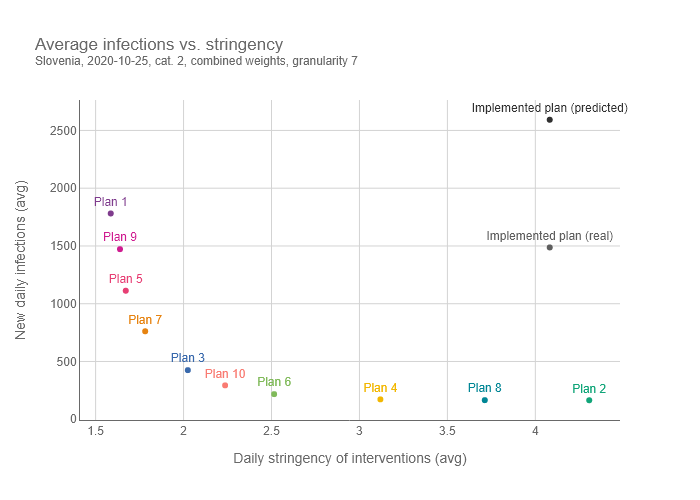 Average infections vs. stringency
Slovenia, 2020-10-25, cat. 2, combined weights, granularity 7
Implemented plan (predicted)
2500
2000
Plan 1
Plan 9
1500
Implemented plan (real)
Plan 5
1000
Plan 7
500
Plan 3
Plan 10
Plan 6
Plan 4
Plan 8
Plan 2
0
1.5
2
2.5
3
3.5
4
New daily infections (avg)
Daily stringency of interventions (avg)